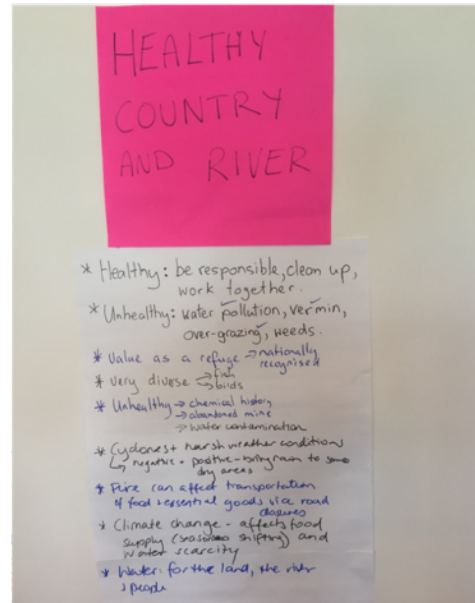 HEALTHY
COUNTRY
AND RIVER
* Healthy: be responsible, clean up,
work together.
* Unhealthy: water pollution, vermin,
over-grazing, weeds.
* Value as a refuge → nationally
recognised
* very diverse → fish
→ birds
* Unhealthy → chemical history
→ abandoned mine
→ water contamination
* Cyclones + harsh weather conditions
↳ negative + positive - bring rain to some
dry areas
* Fire can affect transportation
of food + essential goods road
closures
* Climate change - affects food
supply (shifting) and
water scarcity
* Water: for the land, the river
people